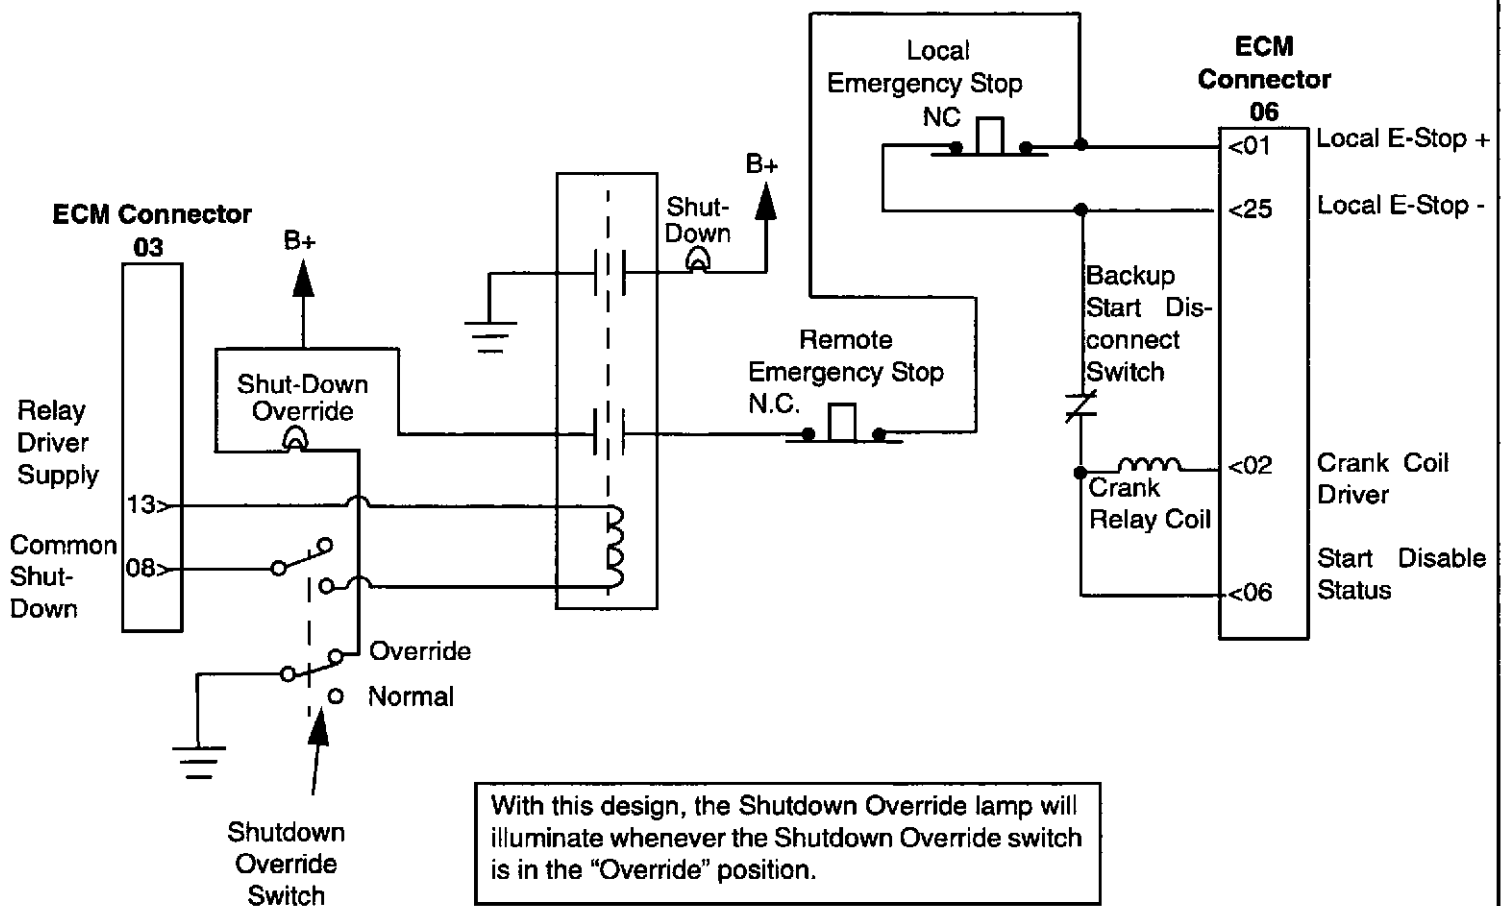 Local
Emergency Stop
NC
ECM
Connector
06
<01
Local E-Stop +
<25
Local E-Stop -
B+
Shut-
Down
ECM Connector
03
B+
Backup
Start Dis-
connect
Switch
Remote
Emergency Stop
N.C.
Shut-Down
Override
Relay
Driver
Supply
13>
Common
Shut-
Down
08>
<02
Crank Coil
Driver
Crank
Relay Coil
Start Disable
Status
<06
Override
Normal
Shutdown
Override
Switch
With this design, the Shutdown Override lamp will
illuminate whenever the Shutdown Override switch
is in the “Override” position.